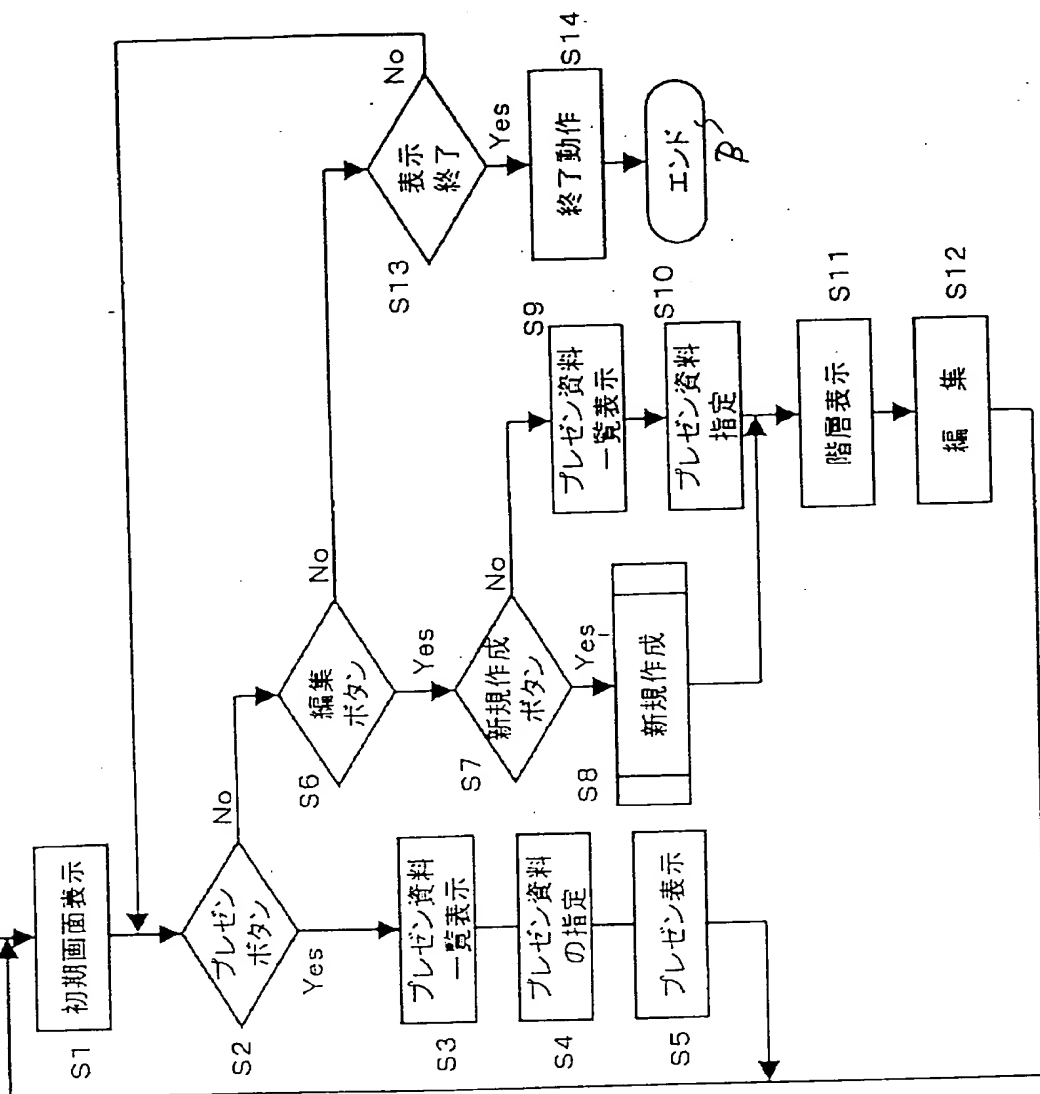 S1
初期画面表示
S2
プレゼン
ボタン
No
Yes
S3
プレゼン資料
一覧表示
S4
プレゼン資料
の指定
S5
プレゼン表示
S6
編集
ボタン
No
Yes
S7
新規作成
ボタン
No
Yes
S8
新規作成
S9
プレゼン資料
一覧表示
S10
プレゼン資料
指定
S11
階層表示
S12
編 集
S13
表示
終了
No
Yes
S14
終了動作
エンド
B